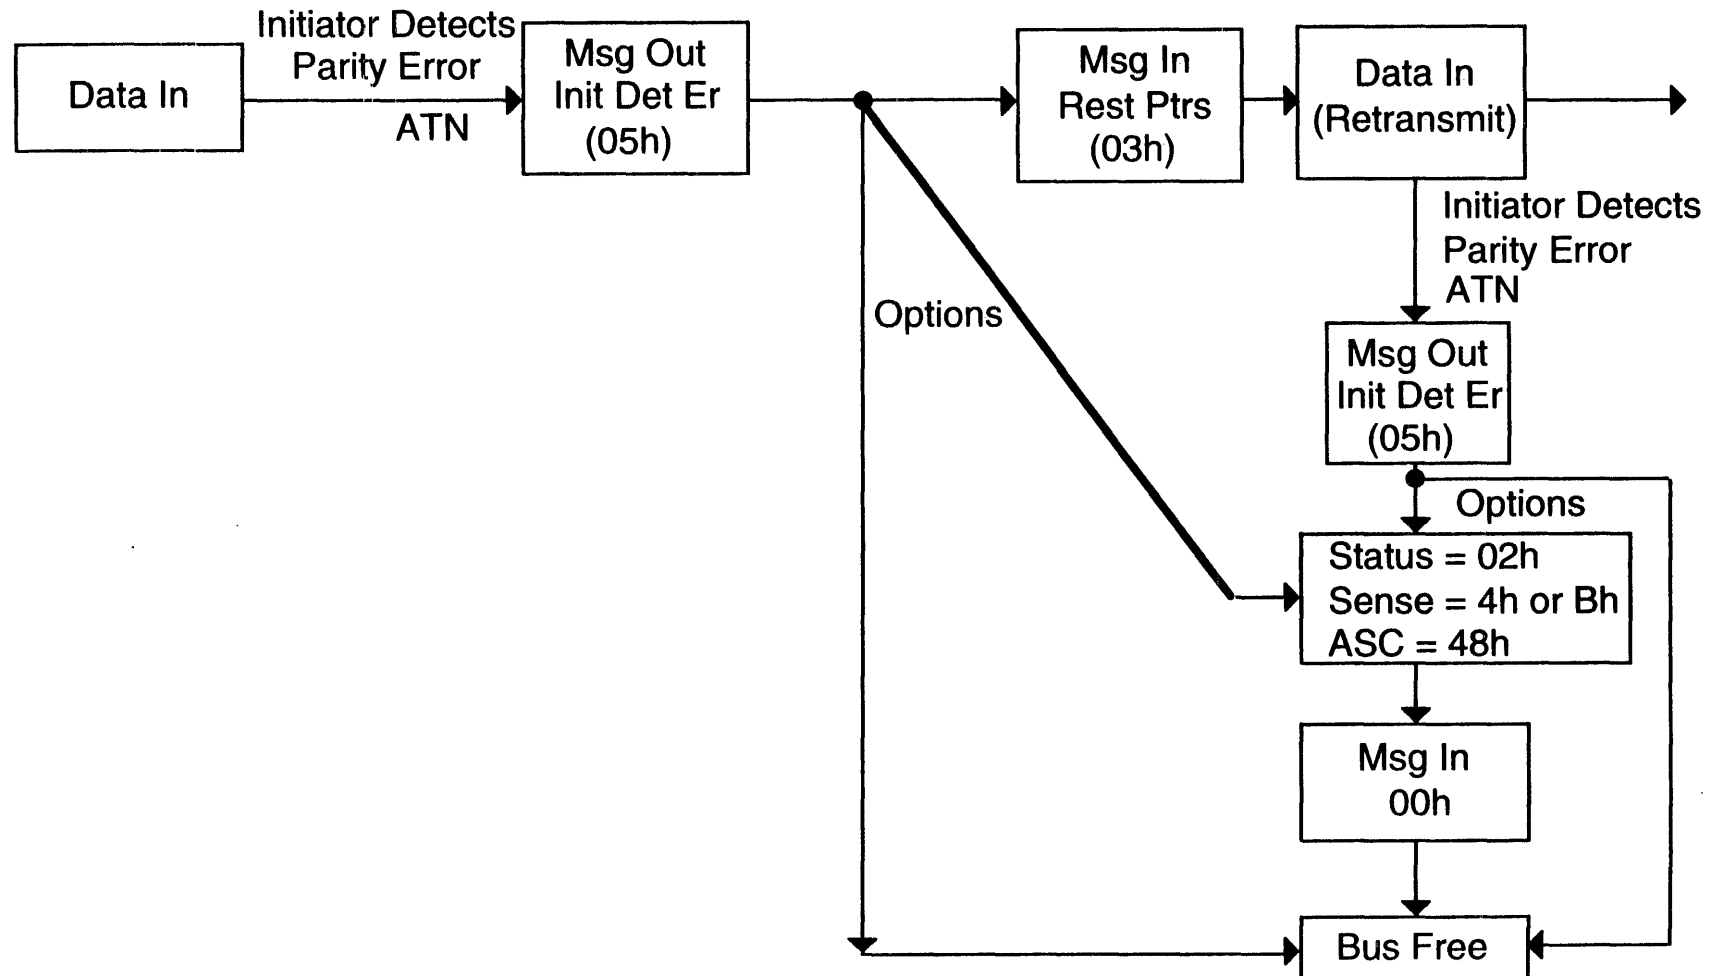 Data In
Initiator Detects
Parity Error
ATN
Msg Out
Init Det Er
(05h)
Msg In
Rest Ptrs
(03h)
Data In
(Retransmit)
Initiator Detects
Parity Error
ATN
Options
Msg Out
Init Det Er
(05h)
Options
Status = 02h
Sense = 4h or Bh
ASC = 48h
Msg In
00h
Bus Free